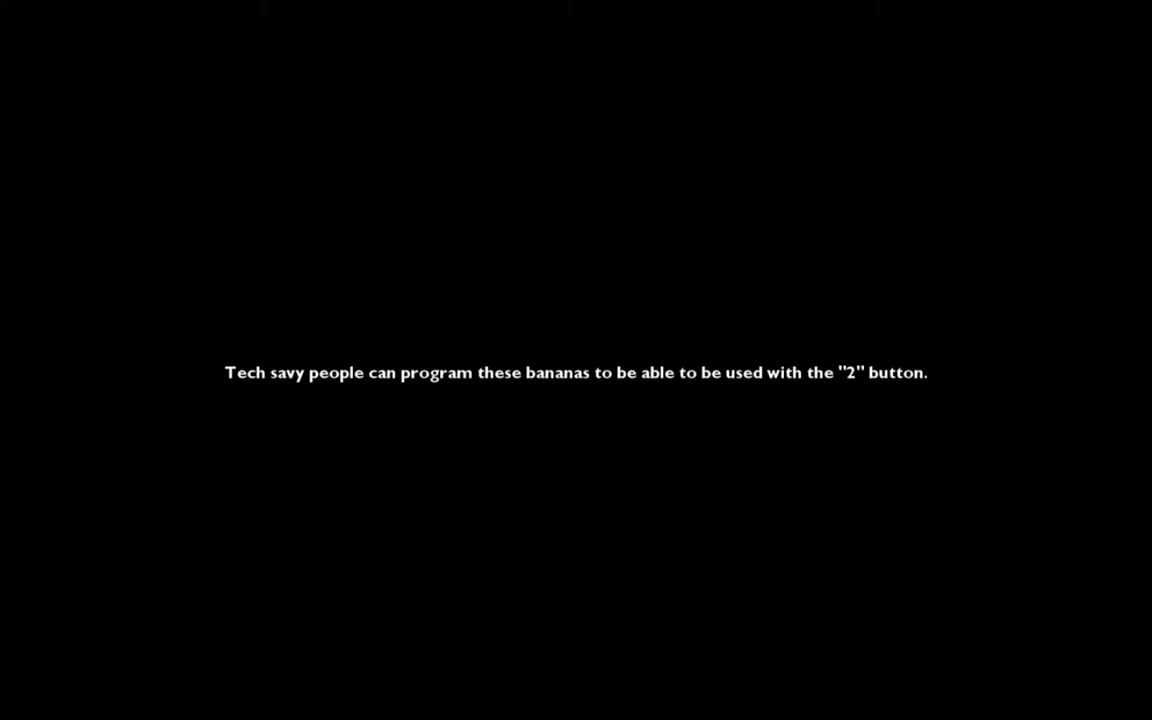 Tech savy people can program these bananas to be able to be used with the "2" button.